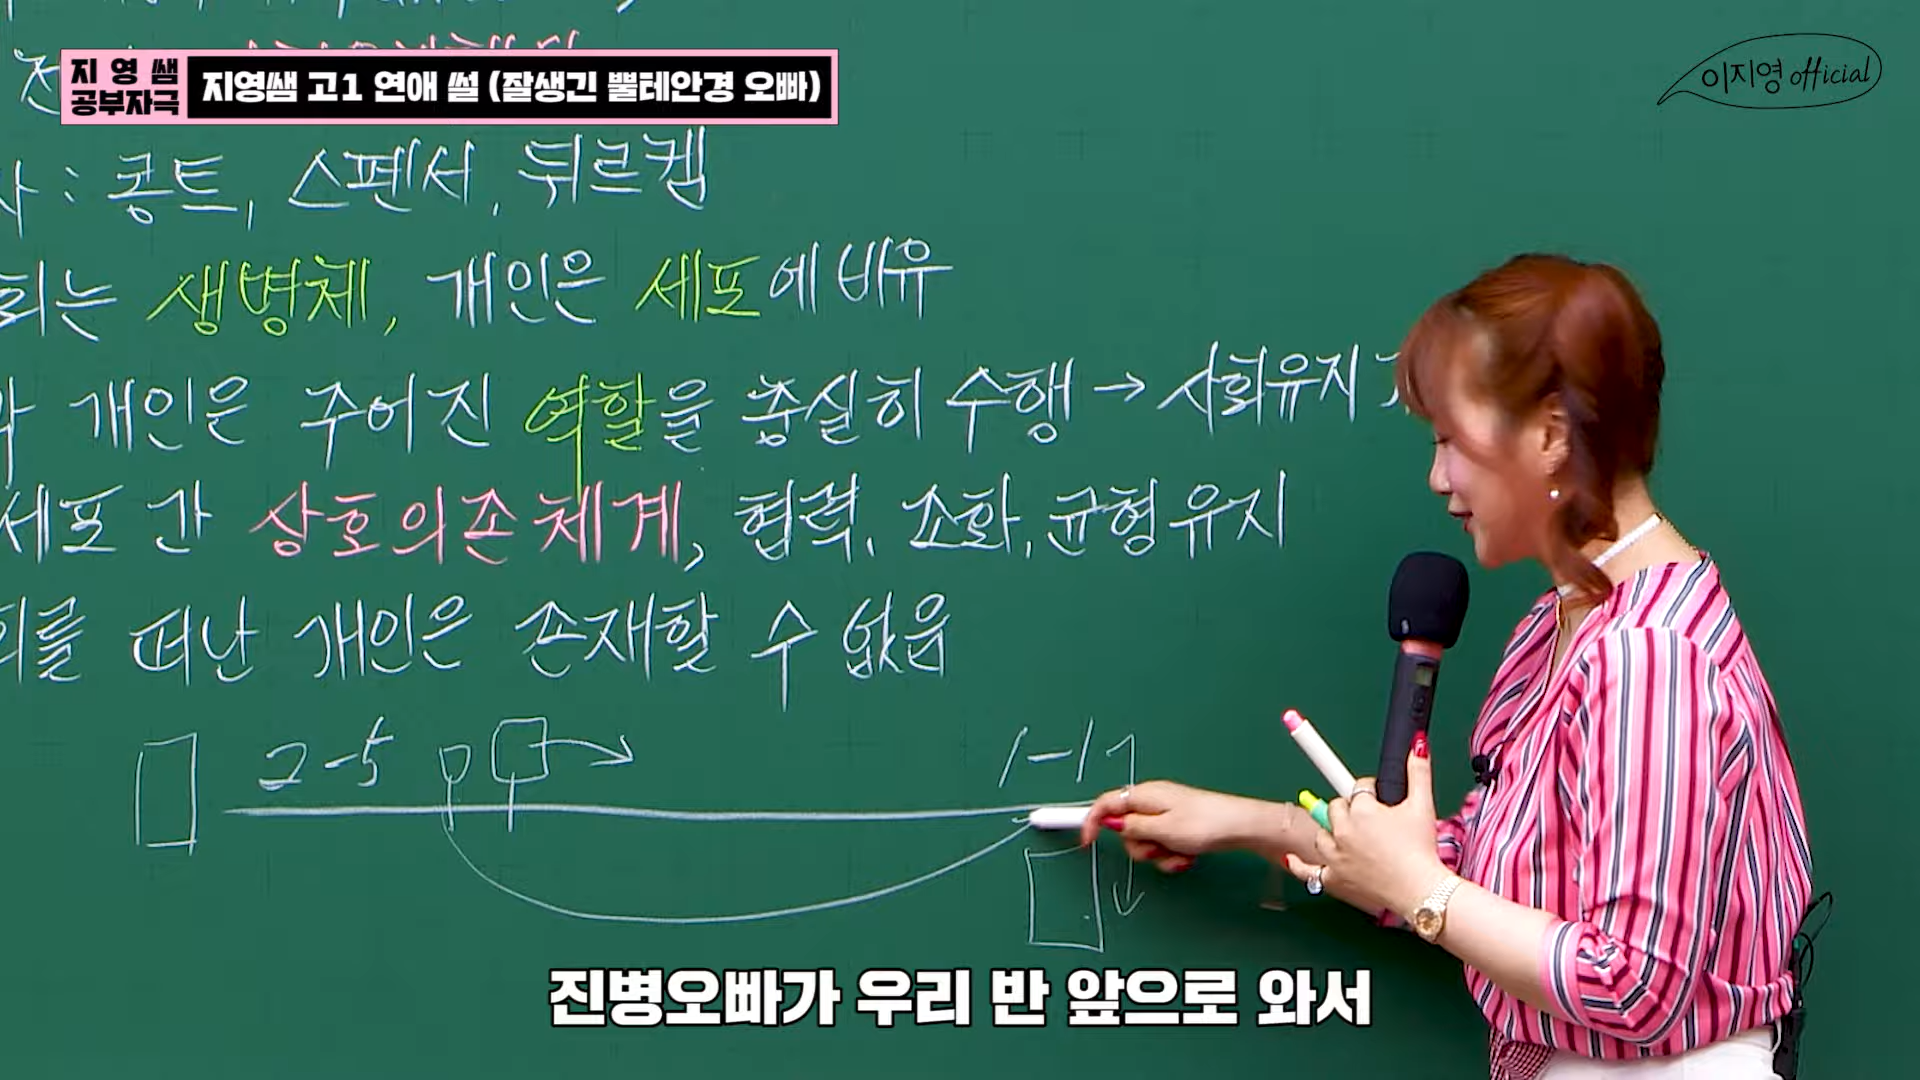 지영쌤
공부자극
지영쌤 고1 연애 썰 (잘생긴 뿔테안경 오빠)
이지영 official
: 콩트, 스펜서, 뒤르켐
회는 생명체, 개인은 세포에 비유
개인은 주어진 역할을 충실히 수행 → 사회유지
세포 간 상호의존 체계, 협력, 조화, 균형유지
를 떠난 개인은 존재할 수 없음
2-5
1-1
진병오빠가 우리 반 앞으로 와서